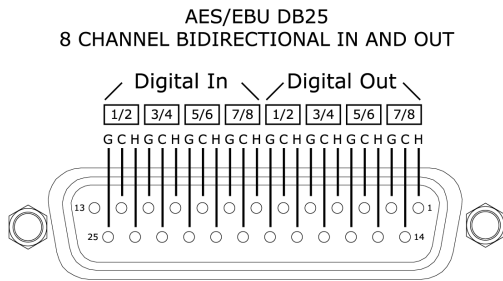 AES/EBU DB25
8 CHANNEL BIDIRECTIONAL IN AND OUT
Digital In Digital Out
1/2 3/4 5/6 7/8 1/2 3/4 5/6 7/8
G C H G C H G C H G C H G C H G C H G C H G C H
13 1
25 14